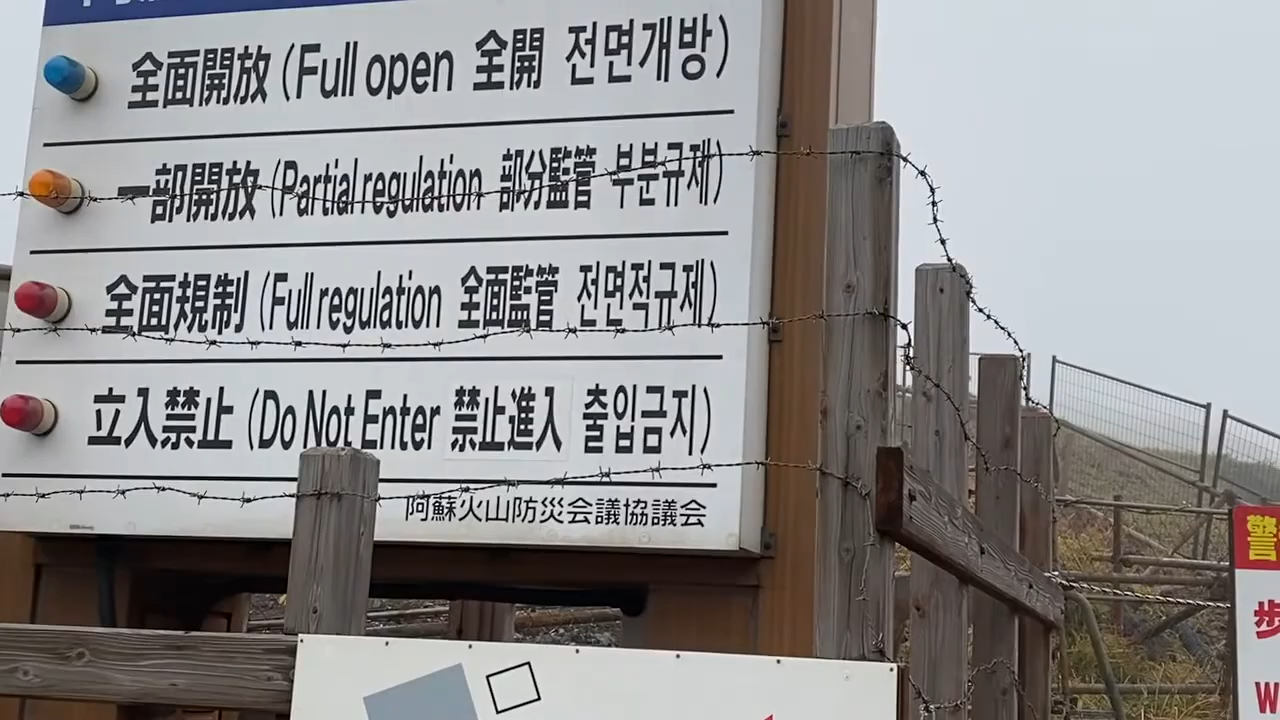 全面開放 (Full open 全開 전면개방)
一部開放 (Partial regulation 部分監管 부분규제)
全面規制 (Full regulation 全面監管 전면적규제)
立入禁止 (Do Not Enter 禁止進入 출입금지)
阿蘇火山防災会議協議会
警
歩
W